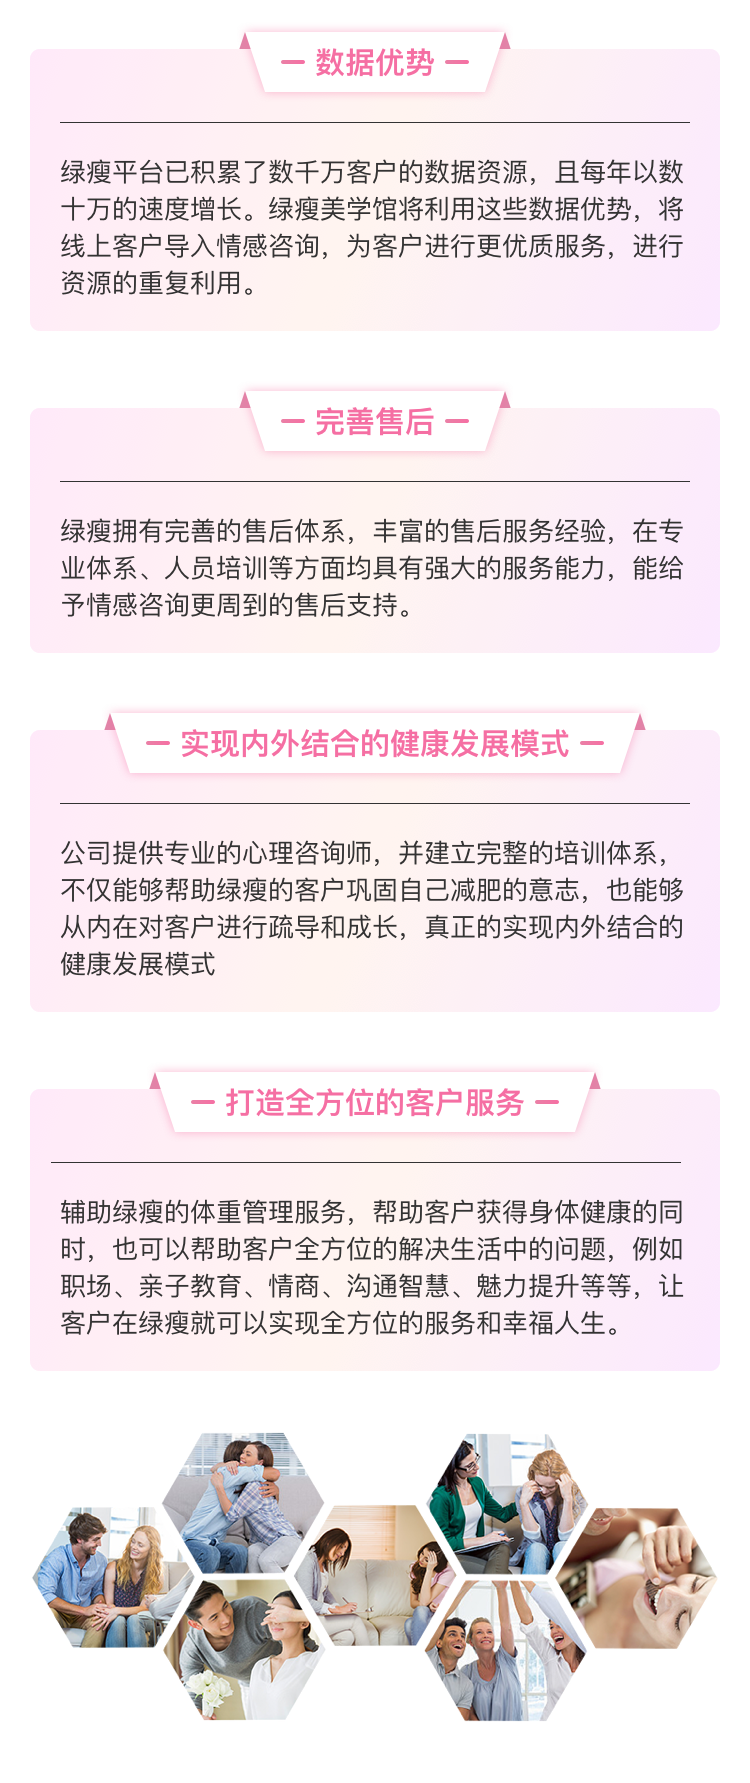 数据优势
绿瘦平台已积累了数千万客户的数据资源，且每年以数
十万的速度增长。绿瘦美学馆将利用这些数据优势，将
线上客户导入情感咨询，为客户进行更优质服务，进行
资源的重复利用。
完善售后
绿瘦拥有完善的售后体系，丰富的售后服务经验，在专
业体系、人员培训等方面均具有强大的服务能力，能给
予情感咨询更周到的售后支持。
实现内外结合的健康发展模式
公司提供专业的心理咨询师，并建立完整的培训体系，
不仅能够帮助绿瘦的客户巩固自己减肥的意志，也能够
从内在对客户进行疏导和成长，真正的实现内外结合的
健康发展模式
打造全方位的客户服务
辅助绿瘦的体重管理服务，帮助客户获得身体健康的同
时，也可以帮助客户全方位的解决生活中的问题，例如
职场、亲子教育、情商、沟通智慧、魅力提升等等，让
客户在绿瘦就可以实现全方位的服务和幸福人生。